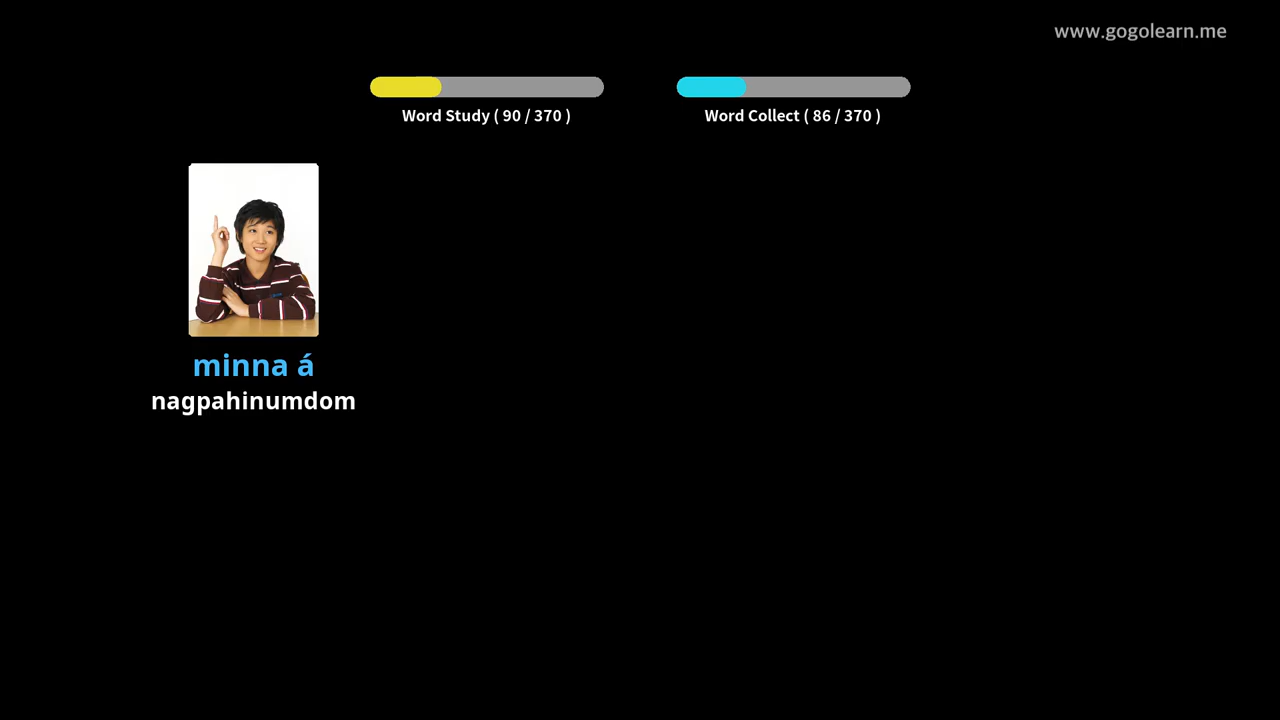 www.gogolearn.me
Word Study ( 90 / 370 )
Word Collect ( 86 / 370 )
minna á
nagpahinumdom